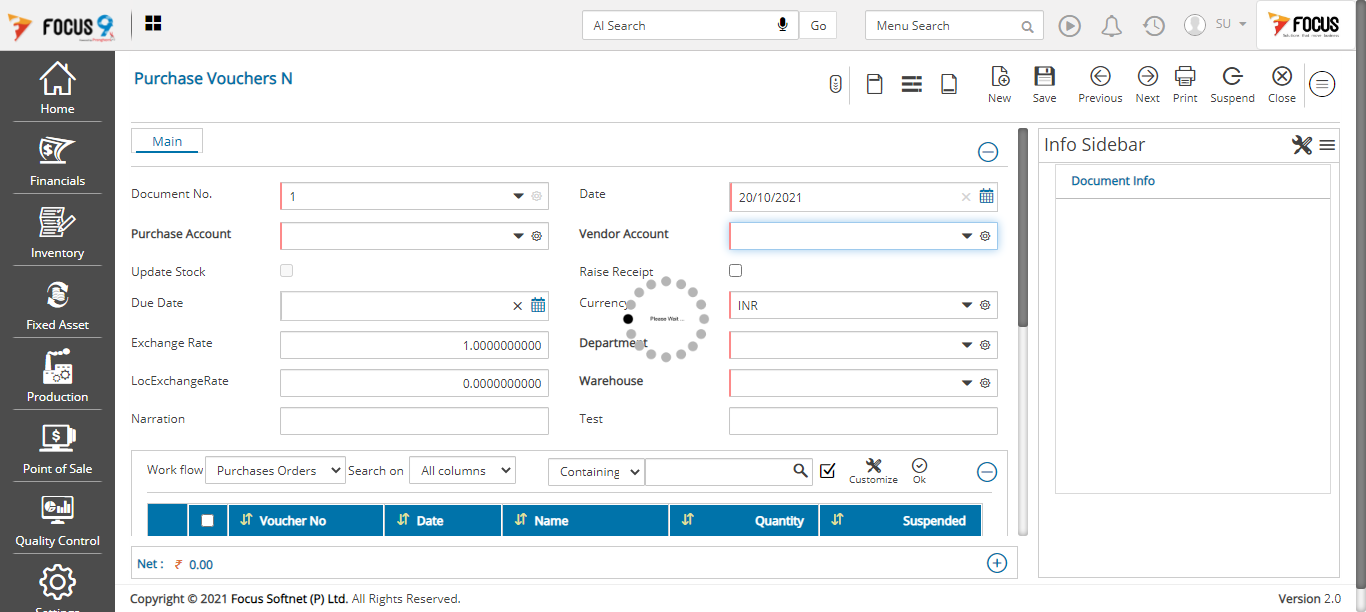 FOCUS 9
AI Search
Go
Menu Search
SU
FOCUS
Home
Financials
Inventory
Fixed Asset
Production
Point of Sale
Quality Control
Settings
Purchase Vouchers N
New
Save
Previous
Next
Print
Suspend
Close
Main
Document No.
1
Date
20/10/2021
Purchase Account
Vendor Account
Update Stock
Raise Receipt
Due Date
Currency
INR
Exchange Rate
1.0000000000
Department
LocExchangeRate
0.0000000000
Warehouse
Narration
Test
Please Wait ...
Work flow
Purchases Orders
Search on
All columns
Containing
Customize
Ok
Voucher No
Date
Name
Quantity
Suspended
Net : ₹ 0.00
Info Sidebar
Document Info
Copyright © 2021 Focus Softnet (P) Ltd. All Rights Reserved.
Version 2.0